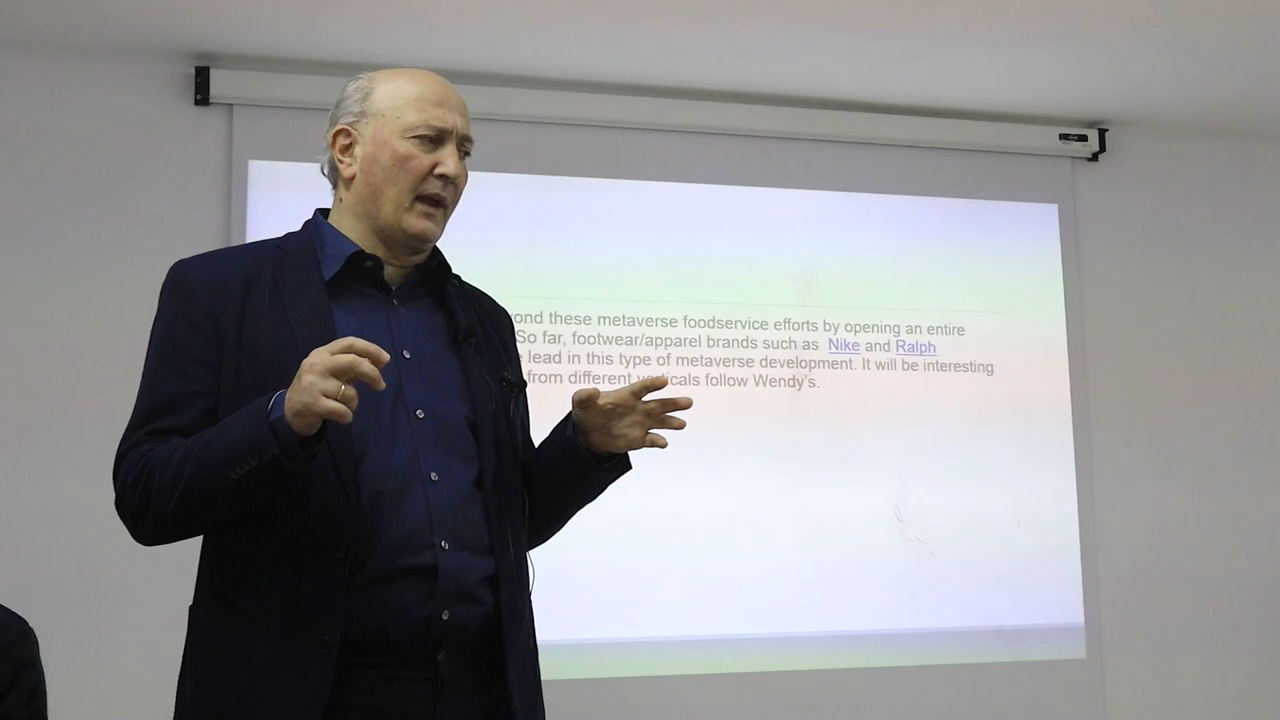 these metaverse foodservice efforts by opening an entire
So far, footwear/apparel brands such as Nike and Ralph
lead in this type of metaverse development. It will be interesting
from different verticals follow Wendy's.